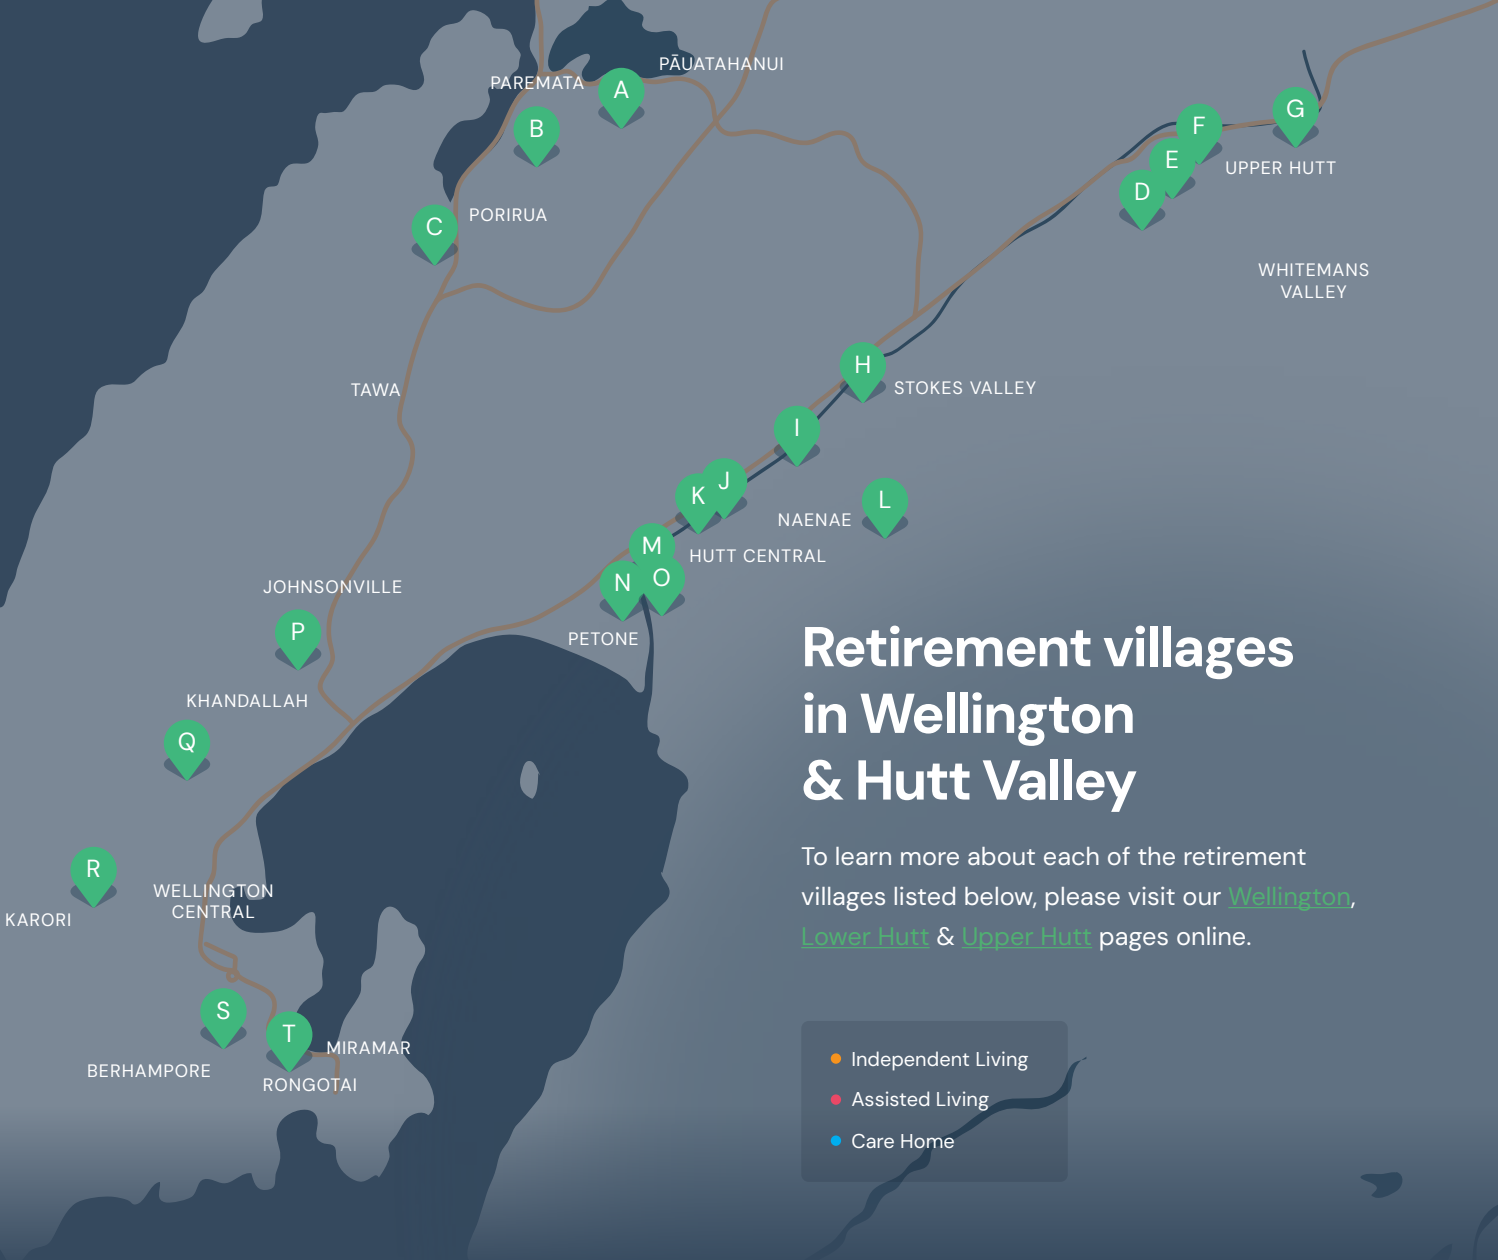 PĀUATAHANUI
PAREMATA
A
B
G
F
E
UPPER HUTT
D
C
PORIRUA
WHITEMANS
VALLEY
H
STOKES VALLEY
TAWA
I
J
K
L
NAENAE
M
HUTT CENTRAL
N
O
JOHNSONVILLE
P
PETONE
KHANDALLAH
Q
R
WELLINGTON
CENTRAL
KARORI
S
T
MIRAMAR
BERHAMPORE
RONGOTAI
Retirement villages
in Wellington
& Hutt Valley
To learn more about each of the retirement
villages listed below, please visit our Wellington,
Lower Hutt & Upper Hutt pages online.
Independent Living
Assisted Living
Care Home